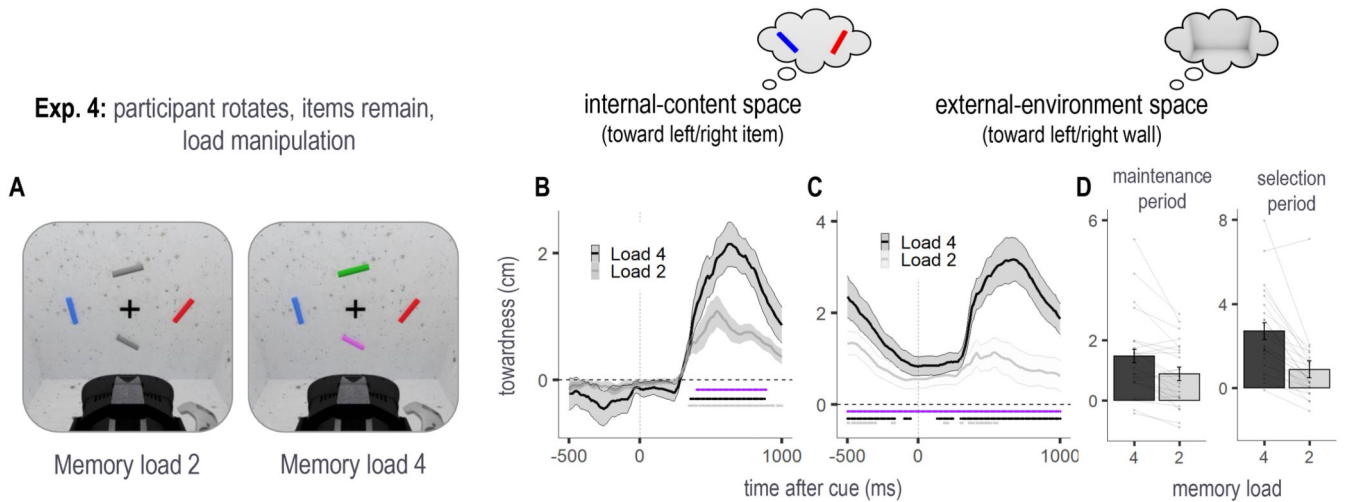 Exp. 4: participant rotates, items remain,
load manipulation
internal-content space
(toward left/right item)
external-environment space
(toward left/right wall)
A
Memory load 2
Memory load 4
B
towardness (cm)
2
0
Load 4
Load 2
-500
0
1000
C
4
2
0
Load 4
Load 2
-500
0
1000
time after cue (ms)
D
maintenance
period
6
2
0
4
2
selection
period
8
4
0
4
2
memory load